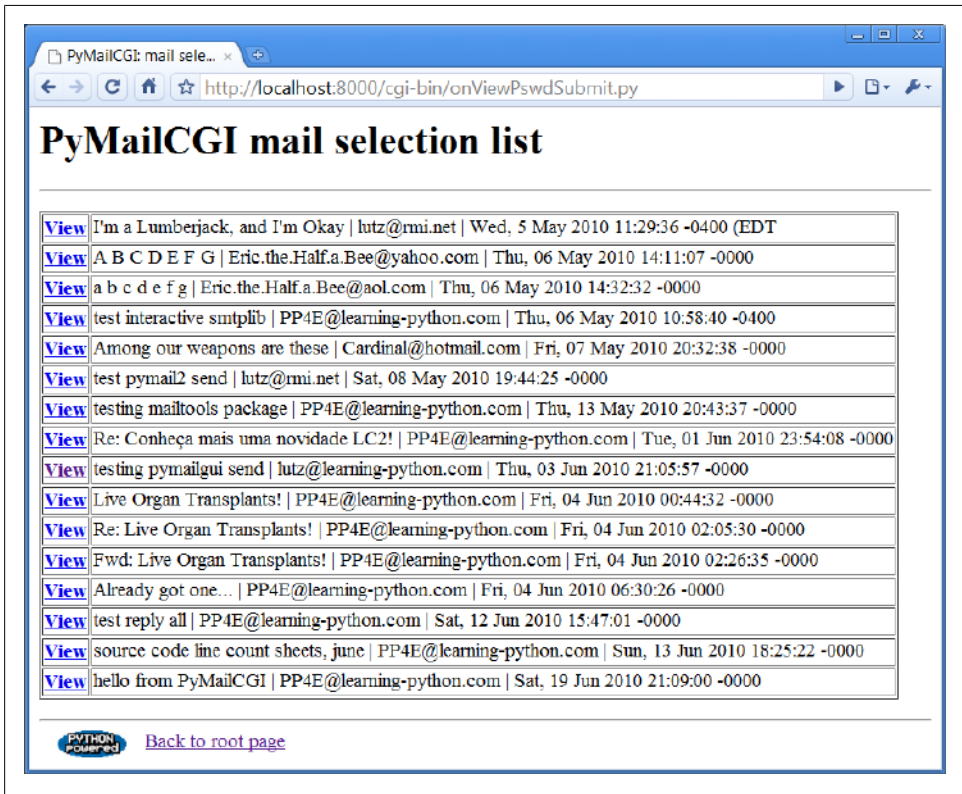 PyMailCGI: mail sele...
http://localhost:8000/cgi-bin/onViewPswdSubmit.py
PyMailCGI mail selection list
View I'm a Lumberjack, and I'm Okay | lutz@rmi.net | Wed, 5 May 2010 11:29:36 -0400 (EDT
View A B C D E F G | Eric.the.Half.a.Bee@yahoo.com | Thu, 06 May 2010 14:11:07 -0000
View a b c d e f g | Eric.the.Half.a.Bee@aol.com | Thu, 06 May 2010 14:32:32 -0000
View test interactive smtplib | PP4E@learning-python.com | Thu, 06 May 2010 10:58:40 -0400
View Among our weapons are these | Cardinal@hotmail.com | Fri, 07 May 2010 20:32:38 -0000
View test pymail2 send | lutz@rmi.net | Sat, 08 May 2010 19:44:25 -0000
View testing mailtools package | PP4E@learning-python.com | Thu, 13 May 2010 20:43:37 -0000
View Re: Conheça mais uma novidade LC2! | PP4E@learning-python.com | Tue, 01 Jun 2010 23:54:08 -0000
View testing pymailgui send | lutz@learning-python.com | Thu, 03 Jun 2010 21:05:57 -0000
View Live Organ Transplants! | PP4E@learning-python.com | Fri, 04 Jun 2010 00:44:32 -0000
View Re: Live Organ Transplants! | PP4E@learning-python.com | Fri, 04 Jun 2010 02:05:30 -0000
View Fwd: Live Organ Transplants! | PP4E@learning-python.com | Fri, 04 Jun 2010 02:26:35 -0000
View Already got one... | PP4E@learning-python.com | Fri, 04 Jun 2010 06:30:26 -0000
View test reply all | PP4E@learning-python.com | Sat, 12 Jun 2010 15:47:01 -0000
View source code line count sheets, june | PP4E@learning-python.com | Sun, 13 Jun 2010 18:25:22 -0000
View hello from PyMailCGI | PP4E@learning-python.com | Sat, 19 Jun 2010 21:09:00 -0000
PYTHON
Powered
Back to root page